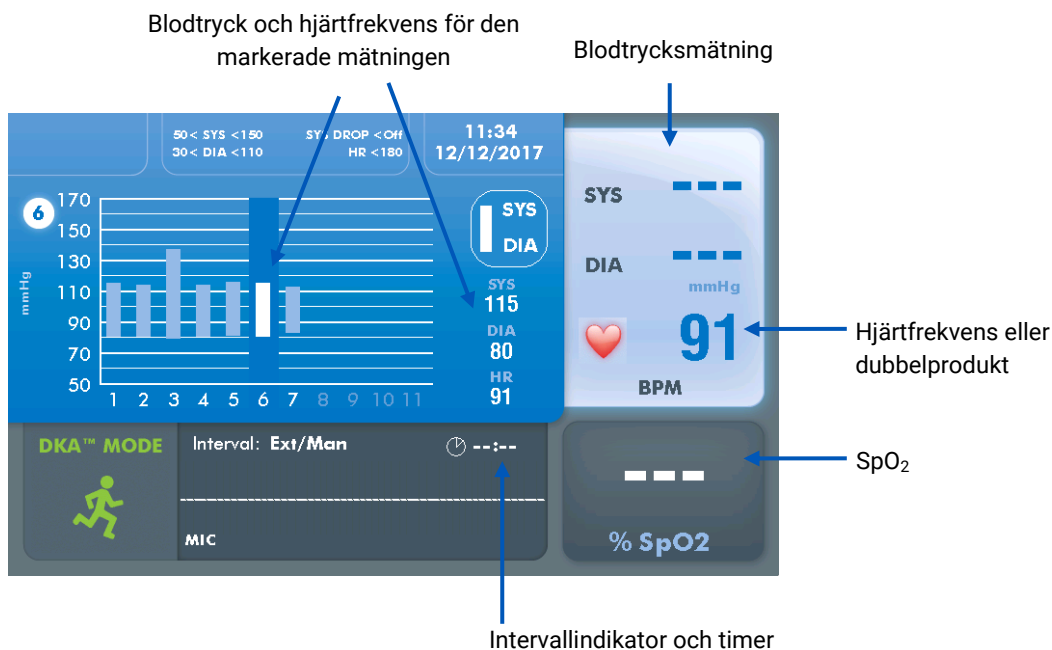 Blodtryck och hjärtfrekvens för den
markerade mätningen
Blodtrycksmätning
50< SYS <150 SYS DROP <Off
30< DIA <110 HR <180
11:34
12/12/2017
6
170
150
130
110
90
70
50
mmHg
1 2 3 4 5 6 7 8 9 10 11
SYS
DIA
SYS
115
DIA
80
HR
91
SYS ---
DIA ---
mmHg
91
BPM
Hjärtfrekvens eller
dubbelprodukt
DKA™ MODE
Interval: Ext/Man --:--
MIC
---
% SpO2
SpO₂
Intervallindikator och timer